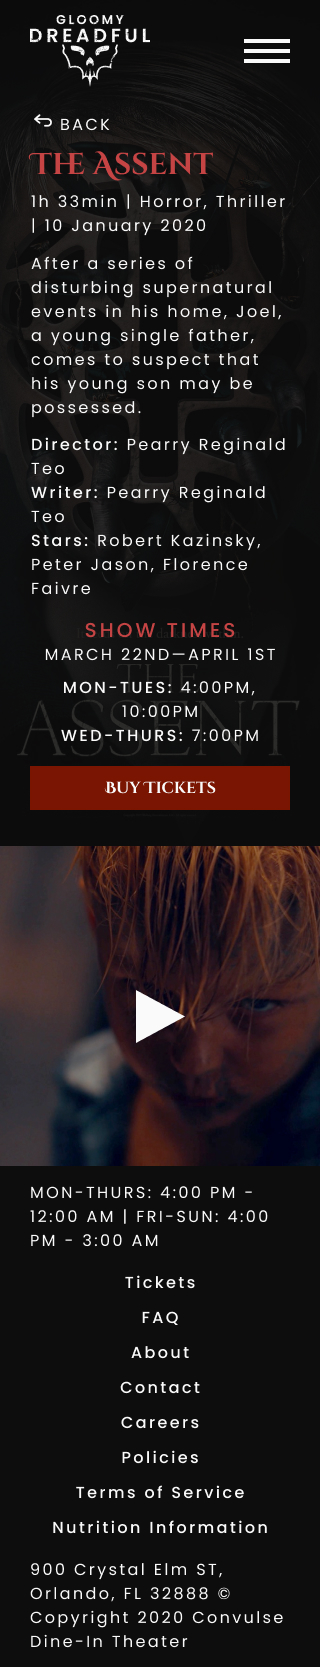 GLOOMY
DREADFUL
BACK
The Assent
1h 33min | Horror, Thriller
| 10 January 2020
After a series of
disturbing supernatural
events in his home, Joel,
a young single father,
comes to suspect that
his young son may be
possessed.
Director: Pearry Reginald
Teo
Writer: Pearry Reginald
Teo
Stars: Robert Kazinsky,
Peter Jason, Florence
Faivre
SHOW TIMES
MARCH 22ND—APRIL 1ST
THE
MON-TUES: 4:00PM,
10:00PM
ASSENT
WED-THURS: 7:00PM
Buy Tickets
MON-THURS: 4:00 PM -
12:00 AM | FRI-SUN: 4:00
PM - 3:00 AM
Tickets
FAQ
About
Contact
Careers
Policies
Terms of Service
Nutrition Information
900 Crystal Elm ST,
Orlando, FL 32888 ©
Copyright 2020 Convulse
Dine-In Theater